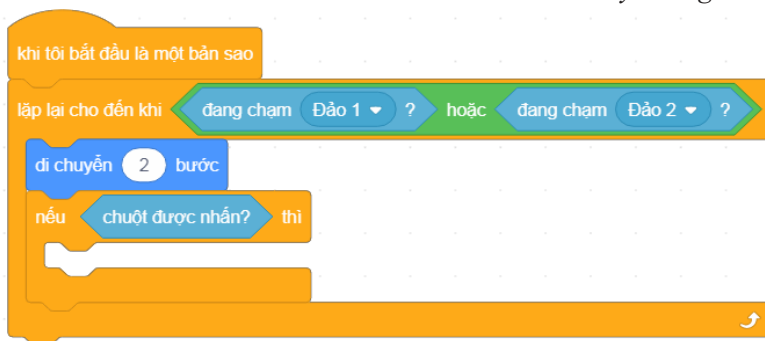 khi tôi bắt đầu là một bản sao
lặp lại cho đến khi đang chạm Đảo 1 ? hoặc đang chạm Đảo 2 ?
di chuyển 2 bước
nếu chuột được nhấn? thì